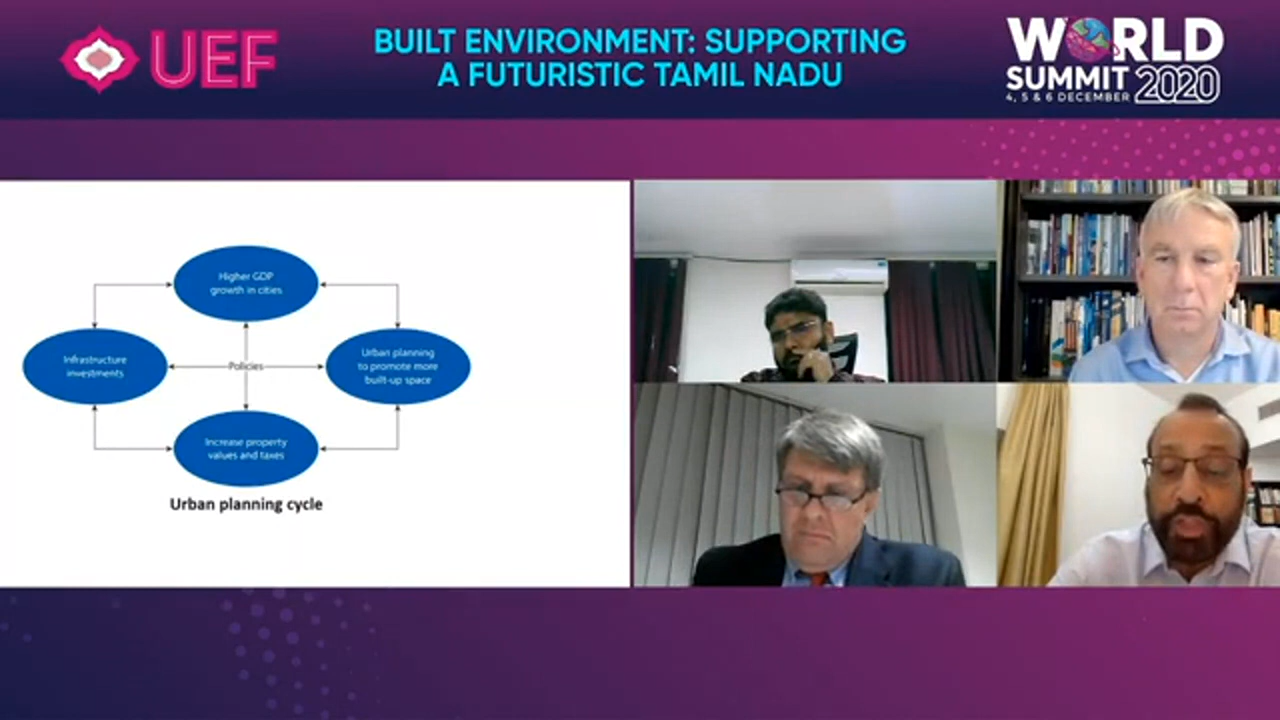 UEF
BUILT ENVIRONMENT: SUPPORTING
A FUTURISTIC TAMIL NADU
WORLD
SUMMIT 2020
4, 5 & 6 DECEMBER
Higher GDP
growth in cities
Infrastructure
investments
Policies
Urban planning
to promote more
built-up space
Increase property
values and taxes
Urban planning cycle